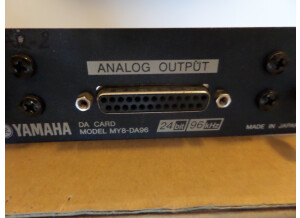 ANALOG OUTPUT
YAMAHA
DA CARD
MODEL MY8-DA96
24bit 96kHz
MADE IN JAPAN